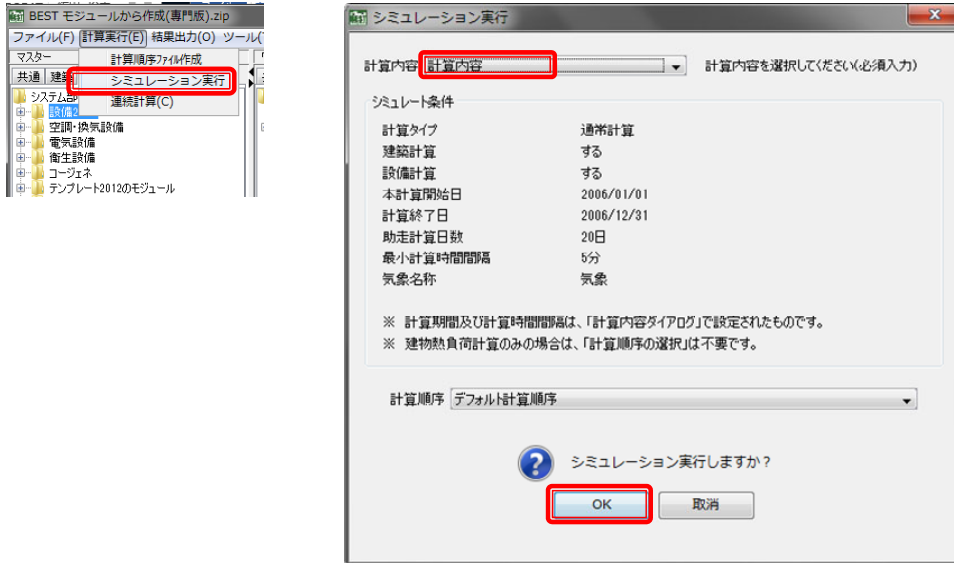 BEST モジュールから作成(専門版).zip
ファイル(F) 計算実行(E) 結果出力(O) ツール(
マスター
計算順序ファイル作成
共通
シミュレーション実行
連続計算(C)
設備2
空調・換気設備
電気設備
衛生設備
コージェネ
テンプレート2012のモジュール
シミュレーション実行
計算内容 計算内容 計算内容を選択してください(必須入力)
シミュレート条件
計算タイプ 通常計算
建築計算 する
設備計算 する
本計算開始日 2006/01/01
計算終了日 2006/12/31
助走計算日数 20日
最小計算時間間隔 5分
気象名称 気象
※ 計算期間及び計算時間間隔は、「計算内容ダイアログ」で設定されたものです。
※ 建物熱負荷計算のみの場合は、「計算順序の選択」は不要です。
計算順序 デフォルト計算順序
シミュレーション実行しますか？
OK 取消